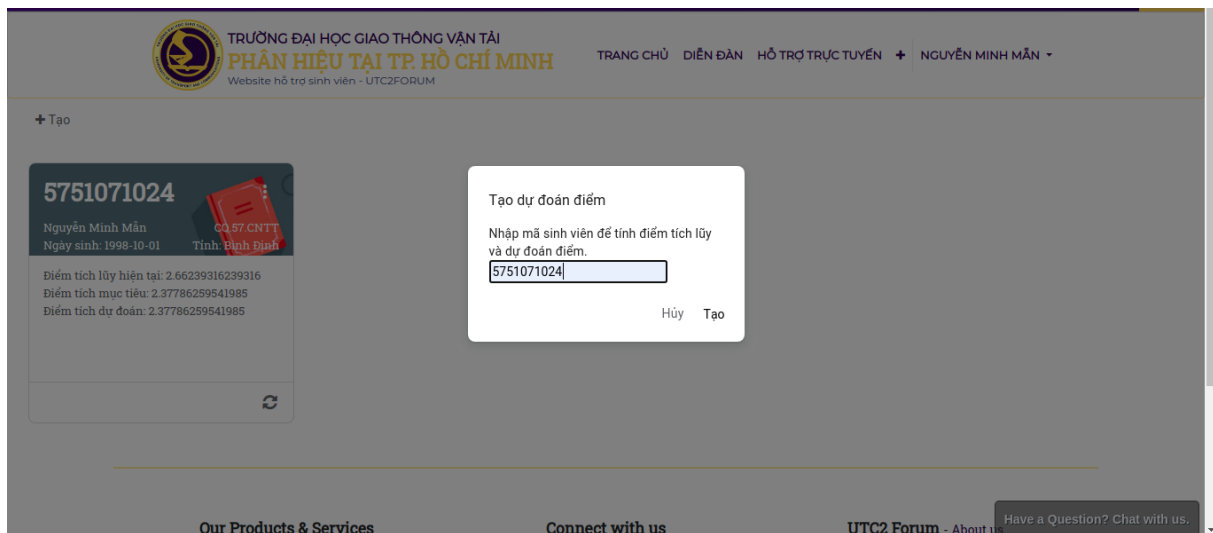 TRƯỜNG ĐẠI HỌC GIAO THÔNG VẬN TẢI
PHÂN HIỆU TẠI TP. HỒ CHÍ MINH
Website hỗ trợ sinh viên - UTC2FORUM
TRANG CHỦ DIỄN ĐÀN HỖ TRỢ TRỰC TUYẾN + NGUYỄN MINH MẪN
+ Tạo
5751071024
Nguyễn Minh Mẫn CQ.57.CNTT
Ngày sinh: 1998-10-01 Tỉnh: Bình Định
Điểm tích lũy hiện tại: 2.66239316239316
Điểm tích mục tiêu: 2.37786259541985
Điểm tích dự đoán: 2.37786259541985
Tạo dự đoán điểm
Nhập mã sinh viên để tính điểm tích lũy
và dự đoán điểm.
5751071024
Hủy Tạo
Our Products & Services
Connect with us
UTC2 Forum - About us
Have a Question? Chat with us.